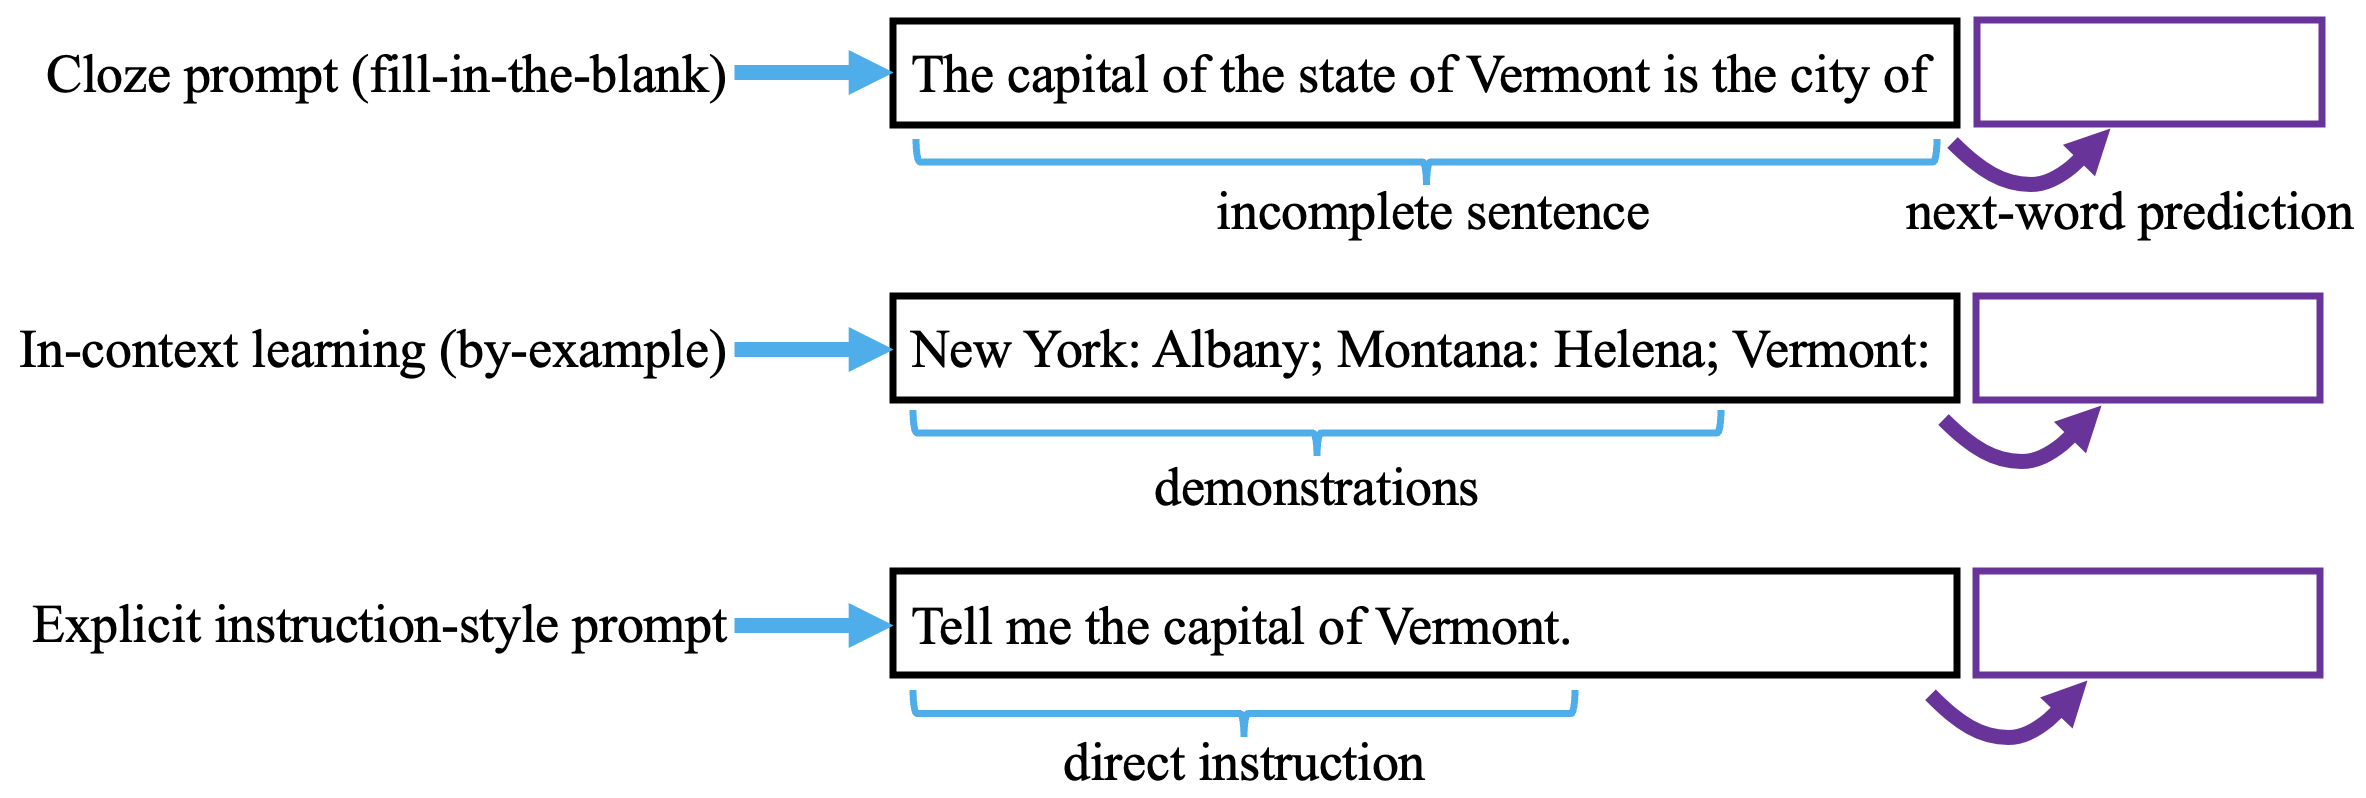 Cloze prompt (fill-in-the-blank)
The capital of the state of Vermont is the city of
incomplete sentence
next-word prediction
In-context learning (by-example)
New York: Albany; Montana: Helena; Vermont:
demonstrations
Explicit instruction-style prompt
Tell me the capital of Vermont.
direct instruction